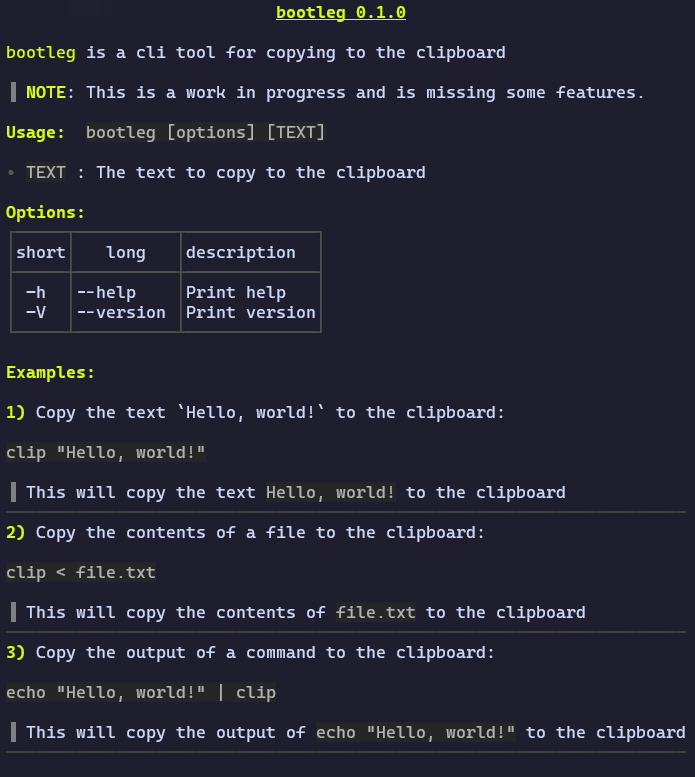 bootleg 0.1.0
bootleg is a cli tool for copying to the clipboard
NOTE: This is a work in progress and is missing some features.
Usage: bootleg [options] [TEXT]
• TEXT : The text to copy to the clipboard
Options:
short long description
-h --help Print help
-V --version Print version
Examples:
1) Copy the text `Hello, world!` to the clipboard:
clip "Hello, world!"
This will copy the text Hello, world! to the clipboard
2) Copy the contents of a file to the clipboard:
clip < file.txt
This will copy the contents of file.txt to the clipboard
3) Copy the output of a command to the clipboard:
echo "Hello, world!" | clip
This will copy the output of echo "Hello, world!" to the clipboard